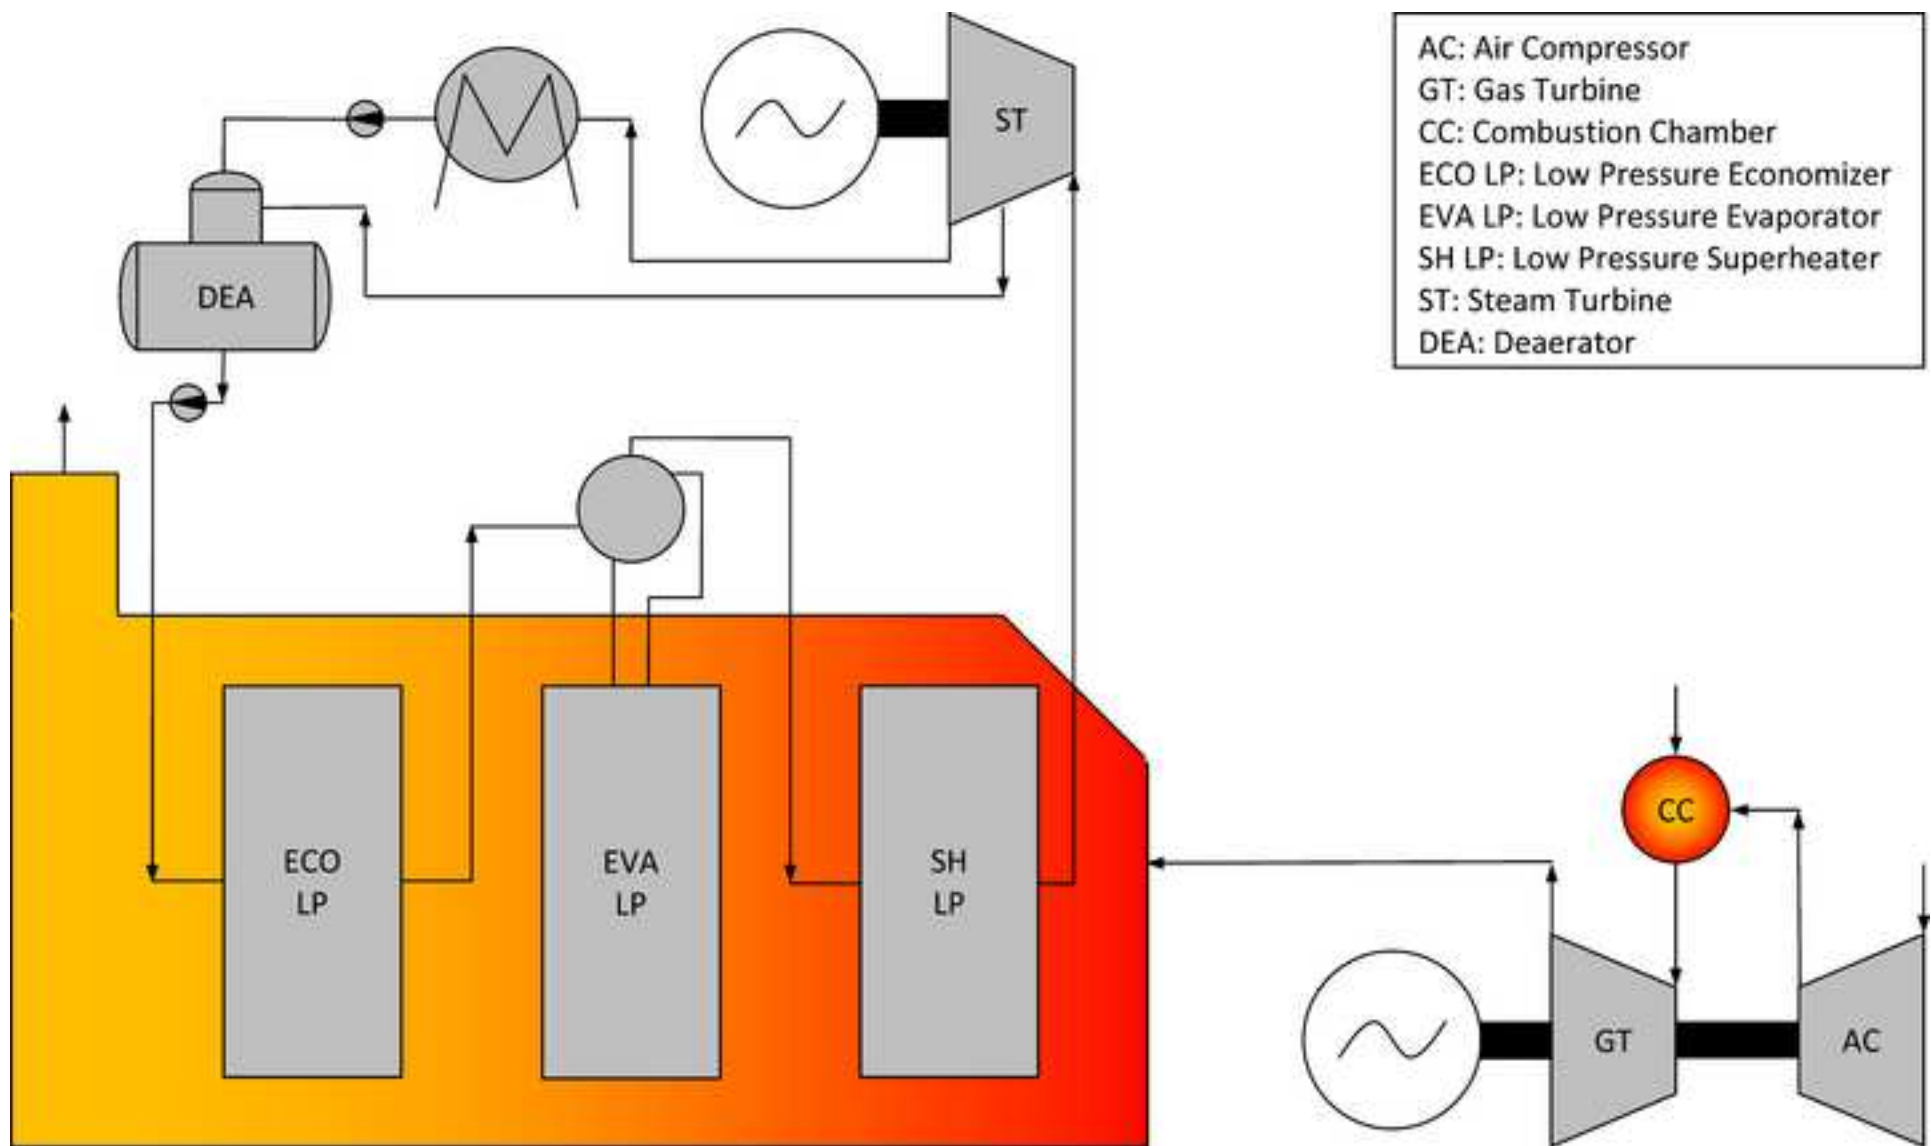 ST
AC: Air Compressor
GT: Gas Turbine
CC: Combustion Chamber
ECO LP: Low Pressure Economizer
EVA LP: Low Pressure Evaporator
SH LP: Low Pressure Superheater
ST: Steam Turbine
DEA: Deaerator
DEA
CC
ECO
LP
EVA
LP
SH
LP
GT
AC